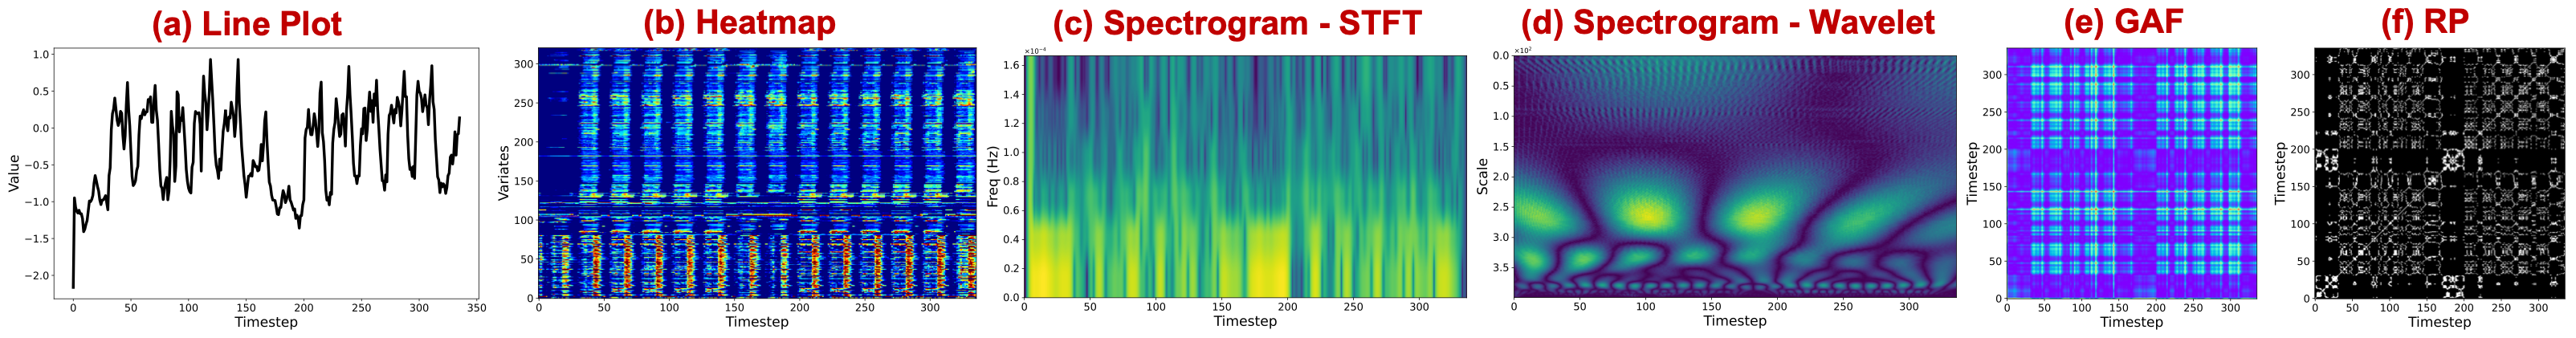 (a) Line Plot
1.0
0.5
0.0
−0.5
−1.0
−1.5
−2.0
Value
0 50 100 150 200 250 300 350
Timestep
(b) Heatmap
300
250
200
150
100
50
0
Variates
0 50 100 150 200 250 300
Timestep
(c) Spectrogram - STFT
×10⁻⁴
1.6
1.4
1.2
1.0
0.8
0.6
0.4
0.2
0.0
Freq (Hz)
0 50 100 150 200 250 300
Timestep
(d) Spectrogram - Wavelet
×10²
0.0
0.5
1.0
1.5
2.0
2.5
3.0
3.5
Scale
0 50 100 150 200 250 300
Timestep
(e) GAF
300
250
200
150
100
50
0
Timestep
0 50 100 150 200 250 300
Timestep
(f) RP
300
250
200
150
100
50
0
Timestep
0 50 100 150 200 250 300
Timestep